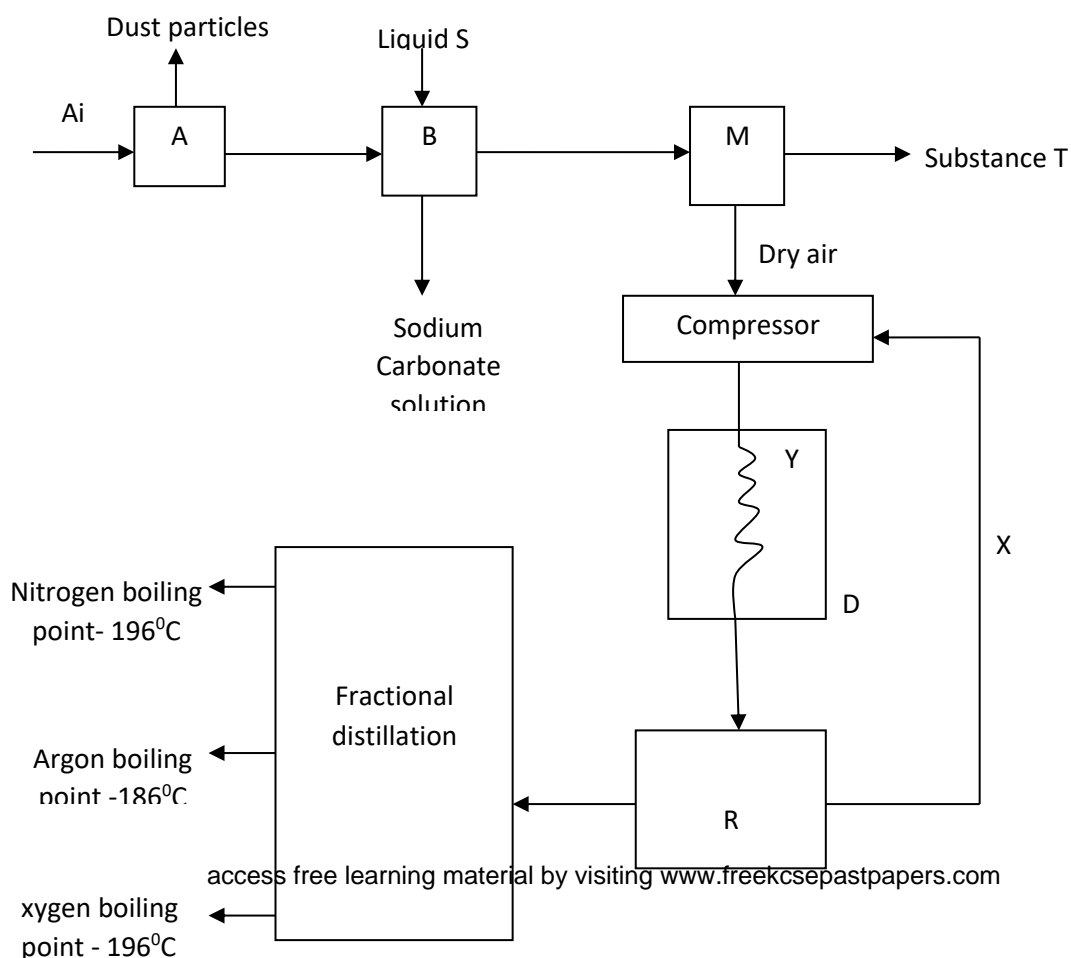 Dust particles
Liquid S
Ai
A
B
M
Substance T
Dry air
Compressor
Sodium
Carbonate
solution
Y
X
D
Nitrogen boiling
point- 196⁰C
Fractional
distillation
Argon boiling
point -186⁰C
R
access free learning material by visiting www.freekcsepastpapers.com
xygen boiling
point - 196⁰C